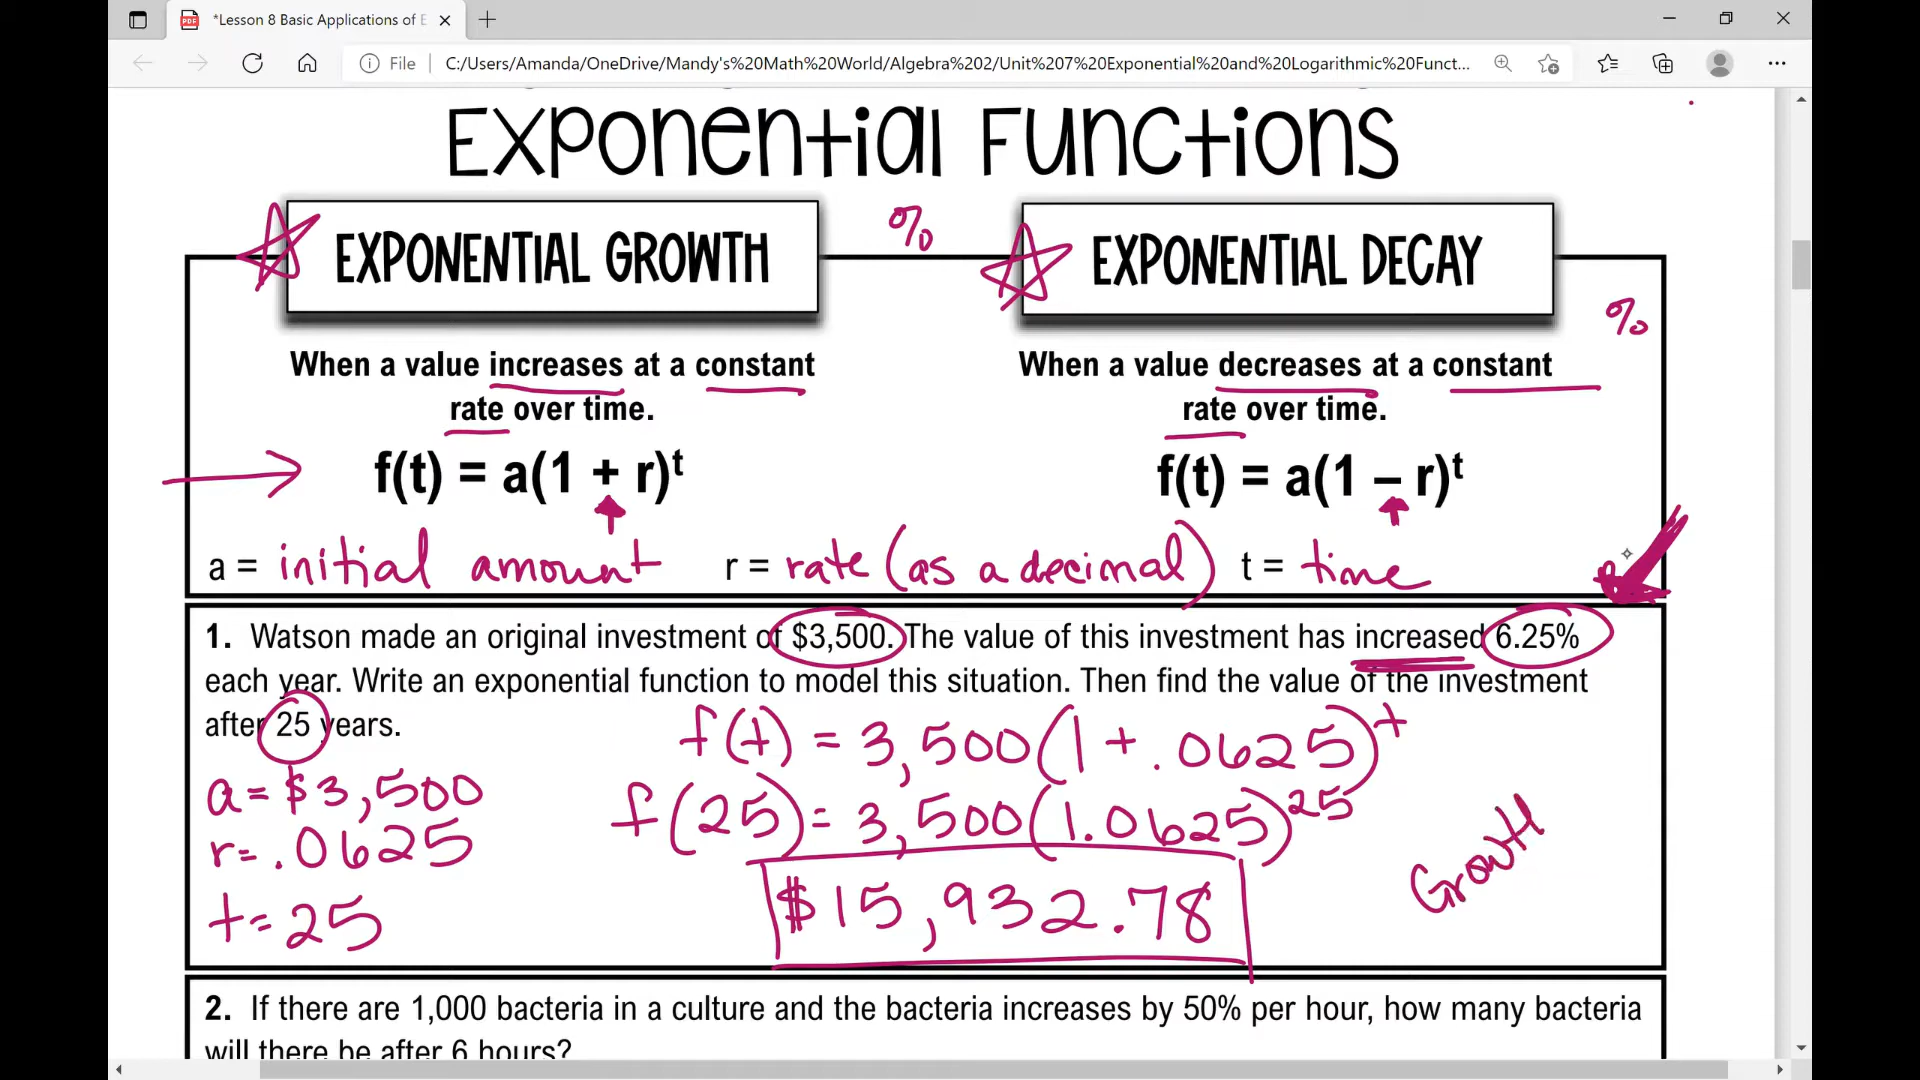 *Lesson 8 Basic Applications of E
File C:/Users/Amanda/OneDrive/Mandy's%20Math%20World/Algebra%202/Unit%207%20Exponential%20and%20Logarithmic%20Funct...
Exponential Functions
EXPONENTIAL GROWTH % EXPONENTIAL DECAY
%
When a value increases at a constant
rate over time.
When a value decreases at a constant
rate over time.
f(t) = a(1 + r)ᵗ
f(t) = a(1 – r)ᵗ
a = initial amount r = rate (as a decimal) t = time
1. Watson made an original investment of $3,500. The value of this investment has increased 6.25%
each year. Write an exponential function to model this situation. Then find the value of the investment
after 25 years.
f(t) = 3,500(1 + .0625)ᵗ
a = $3,500
f(25) = 3,500(1.0625)²⁵
r = .0625
Growth
t = 25
$15,932.78
2. If there are 1,000 bacteria in a culture and the bacteria increases by 50% per hour, how many bacteria
will there be after 6 hours?